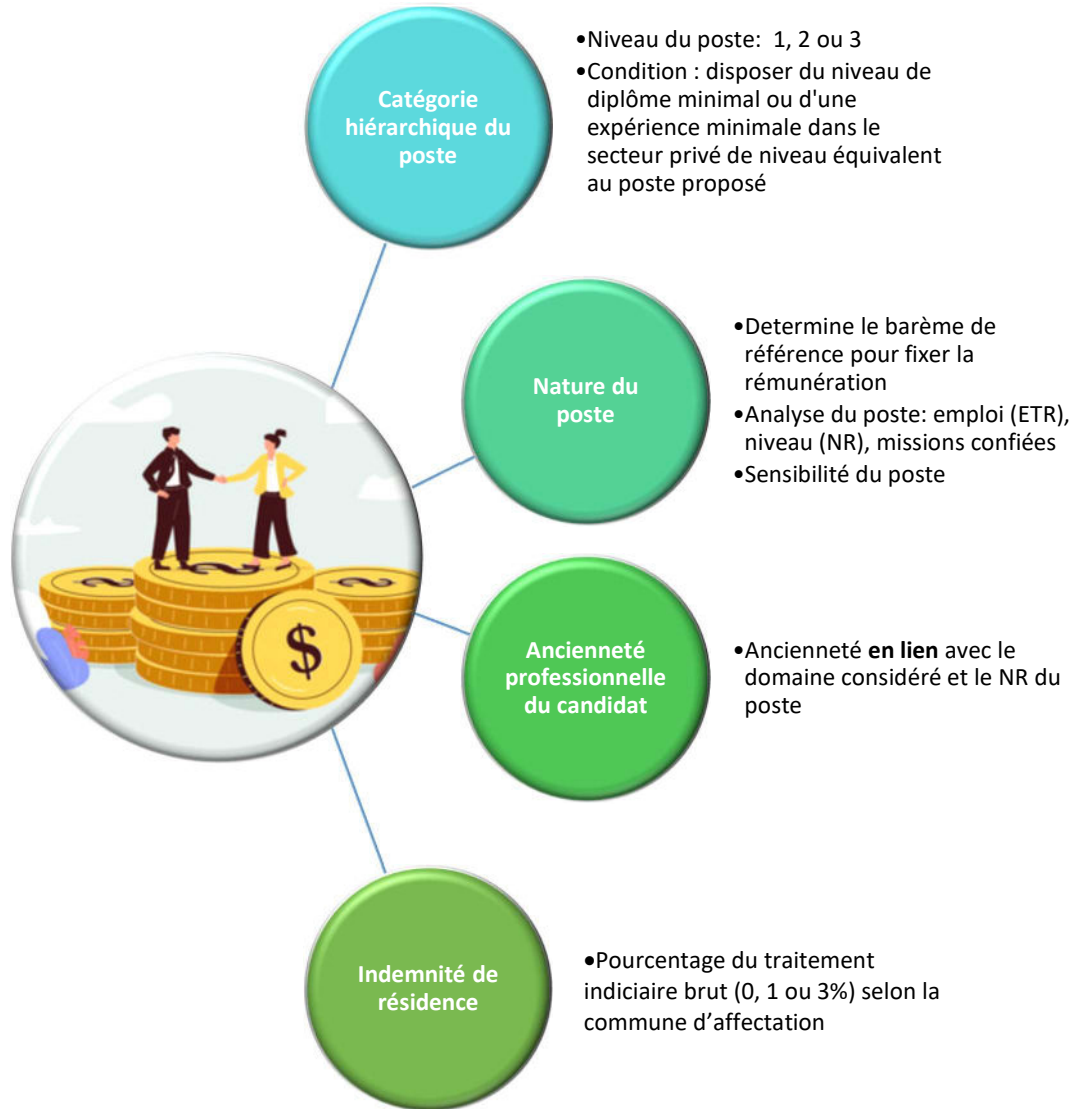 Catégorie
hiérarchique du
poste
•Niveau du poste:  1, 2 ou 3
•Condition : disposer du niveau de
diplôme minimal ou d'une
expérience minimale dans le
secteur privé de niveau équivalent
au poste proposé
Nature du
poste
•Determine le barème de
référence pour fixer la
rémunération
•Analyse du poste: emploi (ETR),
niveau (NR), missions confiées
•Sensibilité du poste
$
Ancienneté
professionnelle
du candidat
•Ancienneté en lien avec le
domaine considéré et le NR du
poste
Indemnité de
résidence
•Pourcentage du traitement
indiciaire brut (0, 1 ou 3%) selon la
commune d’affectation